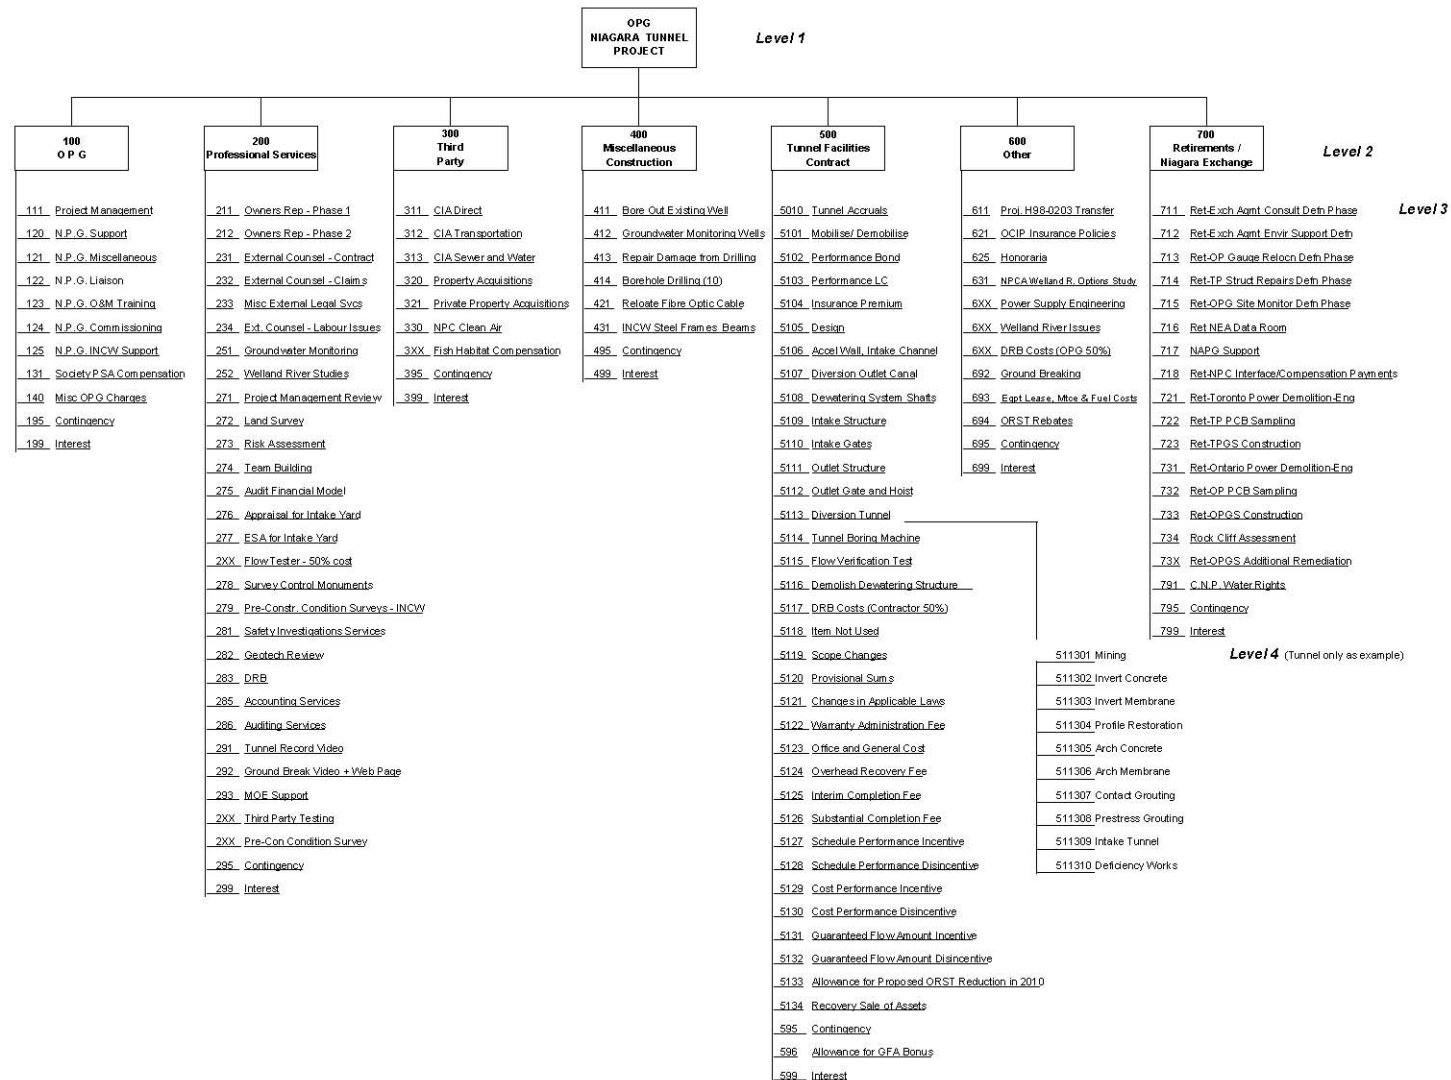 OPG
NIAGARA TUNNEL
PROJECT
Level 1
100
O P G
200
Professional Services
300
Third
Party
400
Miscellaneous
Construction
500
Tunnel Facilities
Contract
600
Other
700
Retirements /
Niagara Exchange
Level 2
Level 3
111 Project Management
120 N.P.G. Support
121 N.P.G. Miscellaneous
122 N.P.G. Liaison
123 N.P.G. O&M Training
124 N.P.G. Commissioning
125 N.P.G. INCW Support
131 Society PSA Compensation
140 Misc OPG Charges
195 Contingency
199 Interest
211 Owners Rep - Phase 1
212 Owners Rep - Phase 2
231 External Counsel - Contract
232 External Counsel - Claims
233 Misc External Legal Svcs
234 Ext. Counsel - Labour Issues
251 Groundwater Monitoring
252 Welland River Studies
271 Project Management Review
272 Land Survey
273 Risk Assessment
274 Team Building
275 Audit Financial Model
276 Appraisal for Intake Yard
277 ESA for Intake Yard
2XX Flow Tester - 50% cost
278 Survey Control Monuments
279 Pre-Constr. Condition Surveys - INCW
281 Safety Investigations Services
282 Geotech Review
283 DRB
285 Accounting Services
286 Auditing Services
291 Tunnel Record Video
292 Ground Break Video + Web Page
293 MOE Support
2XX Third Party Testing
2XX Pre-Con Condition Survey
295 Contingency
299 Interest
311 CIA Direct
312 CIA Transportation
313 CIA Sewer and Water
320 Property Acquisitions
321 Private Property Acquisitions
330 NPC Clean Air
3XX Fish Habitat Compensation
395 Contingency
399 Interest
411 Bore Out Existing Well
412 Groundwater Monitoring Wells
413 Repair Damage from Drilling
414 Borehole Drilling (10)
421 Reloate Fibre Optic Cable
431 INCW Steel Frames Beams
495 Contingency
499 Interest
5010 Tunnel Accruals
5101 Mobilise/ Demobilise
5102 Performance Bond
5103 Performance LC
5104 Insurance Premium
5105 Design
5106 Accel Wall, Intake Channel
5107 Diversion Outlet Canal
5108 Dewatering System Shafts
5109 Intake Structure
5110 Intake Gates
5111 Outlet Structure
5112 Outlet Gate and Hoist
5113 Diversion Tunnel
5114 Tunnel Boring Machine
5115 Flow Verification Test
5116 Demolish Dewatering Structure
5117 DRB Costs (Contractor 50%)
5118 Item Not Used
5119 Scope Changes
5120 Provisional Sums
5121 Changes in Applicable Laws
5122 Warranty Administration Fee
5123 Office and General Cost
5124 Overhead Recovery Fee
5125 Interim Completion Fee
5126 Substantial Completion Fee
5127 Schedule Performance Incentive
5128 Schedule Performance Disincentive
5129 Cost Performance Incentive
5130 Cost Performance Disincentive
5131 Guaranteed Flow Amount Incentive
5132 Guaranteed Flow Amount Disincentive
5133 Allowance for Proposed ORST Reduction in 2010
5134 Recovery Sale of Assets
595 Contingency
596 Allowance for GFA Bonus
599 Interest
611 Proj. H98-0203 Transfer
621 OCIP Insurance Policies
625 Honoraria
631 NPCA Welland R. Options Study
6XX Power Supply Engineering
6XX Welland River Issues
6XX DRB Costs (OPG 50%)
692 Ground Breaking
693 Eqpt Lease, Mtce & Fuel Costs
694 ORST Rebates
695 Contingency
699 Interest
711 Ret-Exch Agmt Consult Defn Phase
712 Ret-Exch Agmt Envir Support Defn
713 Ret-OP Gauge Relocn Defn Phase
714 Ret-TP Struct Repairs Defn Phase
715 Ret-OPG Site Monitor Defn Phase
716 Ret NEA Data Room
717 NAPG Support
718 Ret-NPC Interface/Compensation Payments
721 Ret-Toronto Power Demolition-Eng
722 Ret-TP PCB Sampling
723 Ret-TPGS Construction
731 Ret-Ontario Power Demolition-Eng
732 Ret-OP PCB Sampling
733 Ret-OPGS Construction
734 Rock Cliff Assessment
73X Ret-OPGS Additional Remediation
791 C.N.P. Water Rights
795 Contingency
799 Interest
Level 4 (Tunnel only as example)
511301 Mining
511302 Invert Concrete
511303 Invert Membrane
511304 Profile Restoration
511305 Arch Concrete
511306 Arch Membrane
511307 Contact Grouting
511308 Prestress Grouting
511309 Intake Tunnel
511310 Deficiency Works